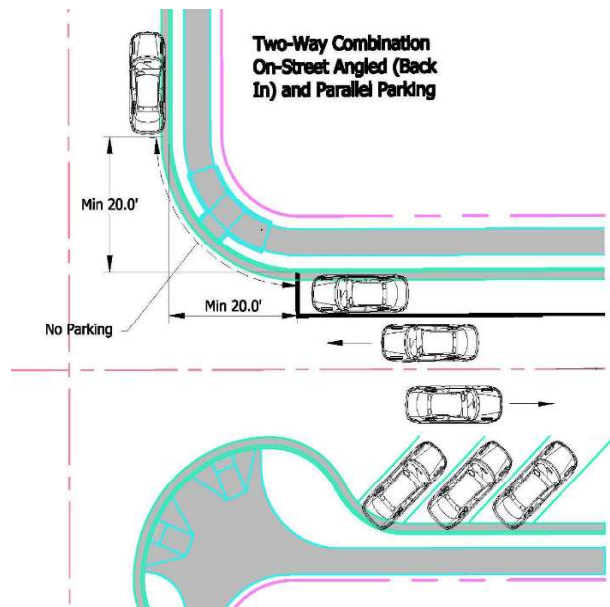 Two-Way Combination
On-Street Angled (Back
In) and Parallel Parking
Min 20.0'
Min 20.0'
No Parking